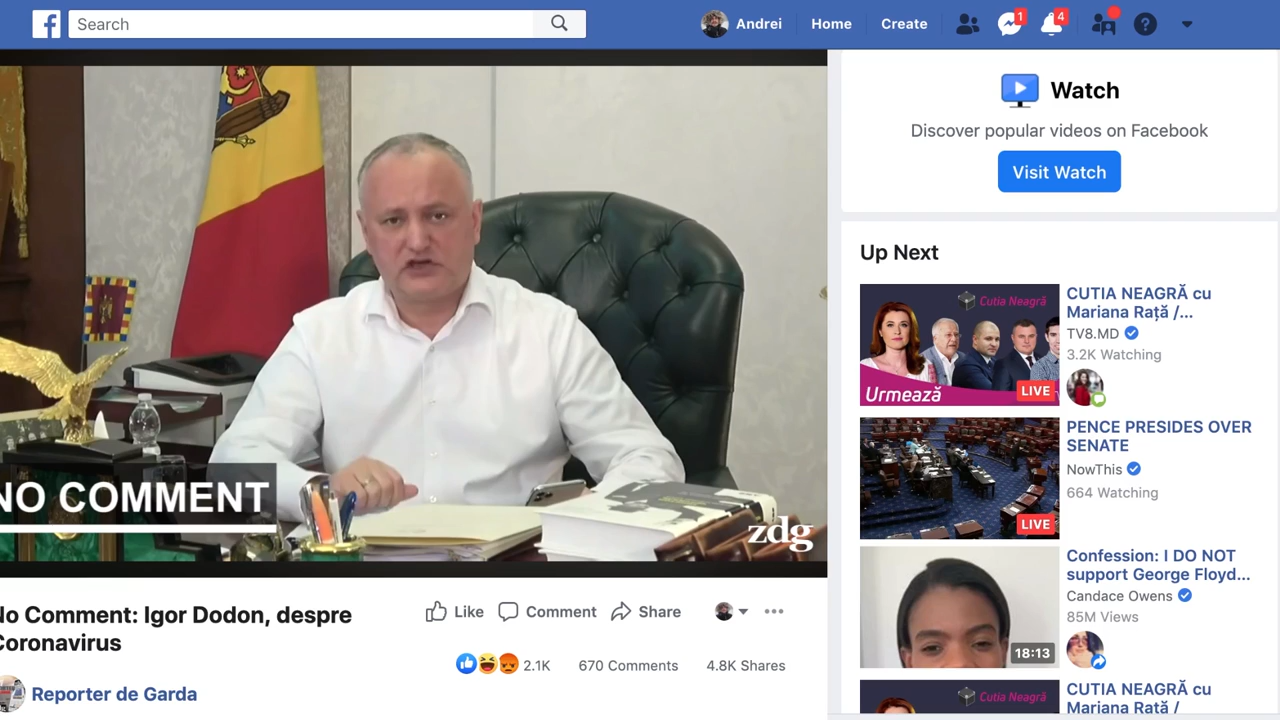 Search
Andrei
Home
Create
1
4
NO COMMENT
zdg
No Comment: Igor Dodon, despre
Coronavirus
Like
Comment
Share
2.1K
670 Comments
4.8K Shares
Reporter de Garda
Watch
Discover popular videos on Facebook
Visit Watch
Up Next
Cutia Neagră
Urmează
LIVE
CUTIA NEAGRĂ cu
Mariana Rață /...
TV8.MD
3.2K Watching
LIVE
PENCE PRESIDES OVER
SENATE
NowThis
664 Watching
18:13
Confession: I DO NOT
support George Floyd...
Candace Owens
85M Views
Cutia Neagră
CUTIA NEAGRĂ cu
Mariana Rață /